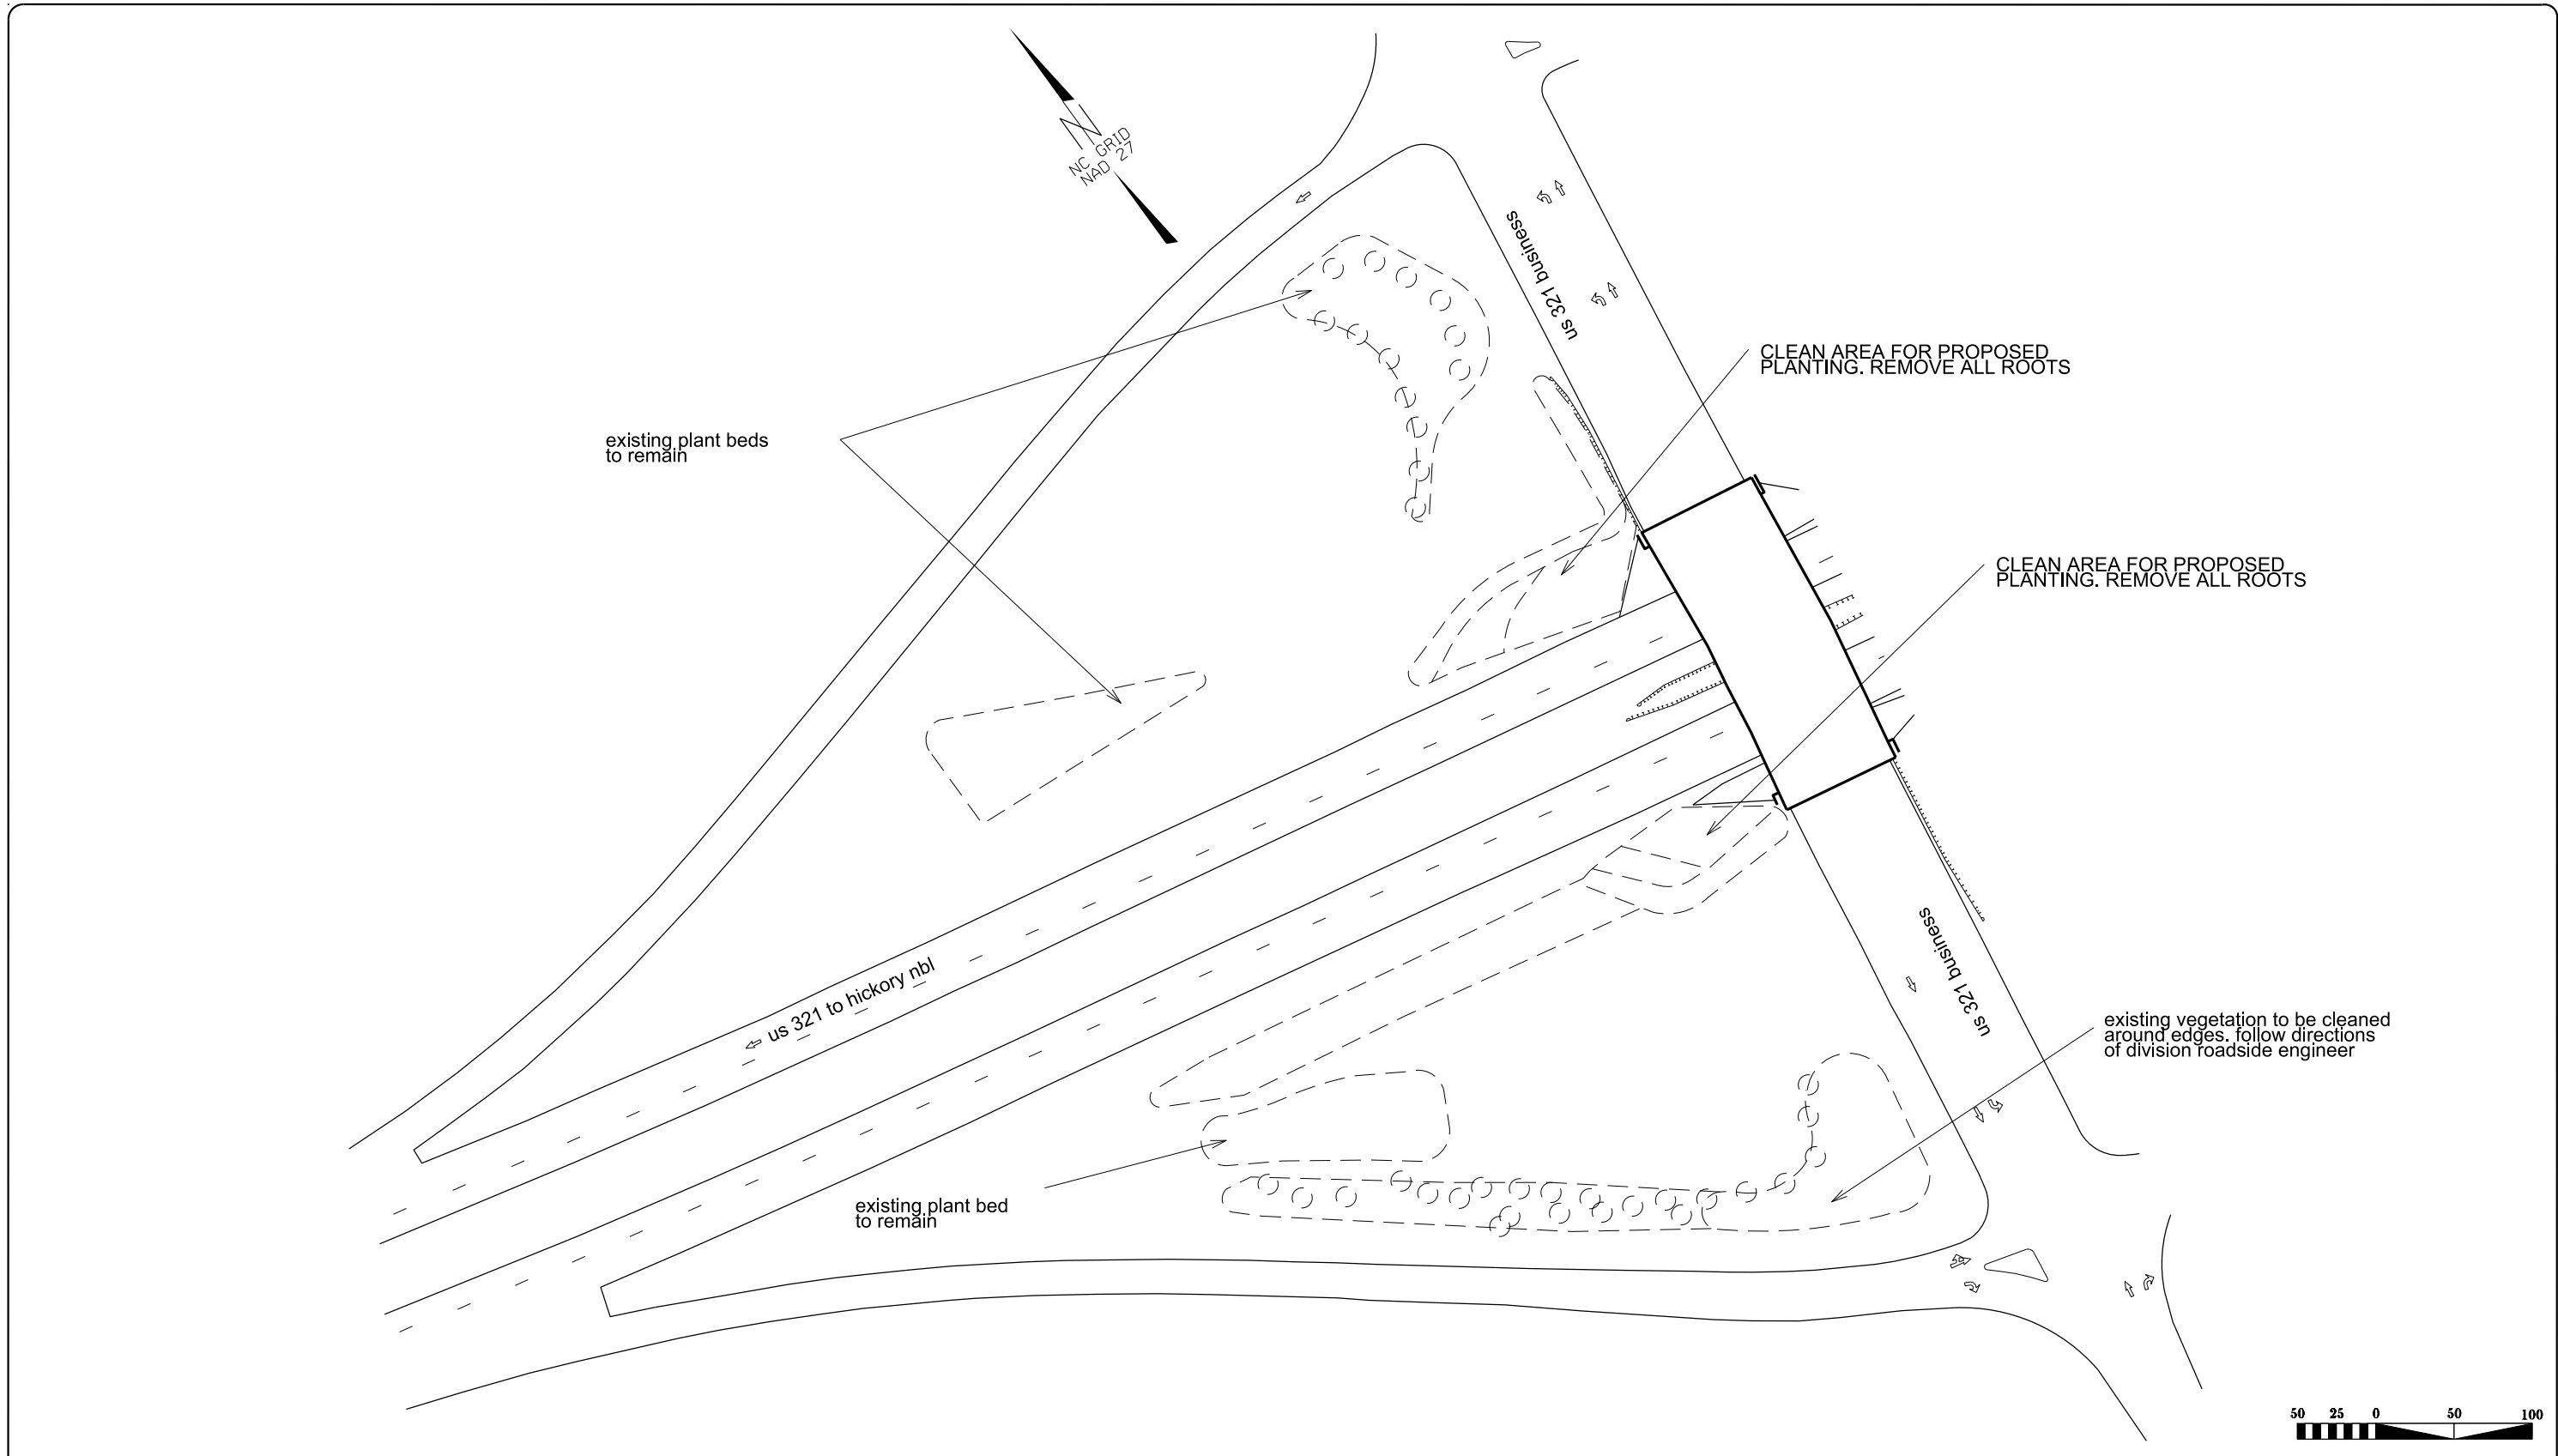 N
NC GRID
NAD 27
us 321 business
CLEAN AREA FOR PROPOSED
PLANTING. REMOVE ALL ROOTS
existing plant beds
to remain
CLEAN AREA FOR PROPOSED
PLANTING. REMOVE ALL ROOTS
us 321 to hickory nbl
us 321 business
existing vegetation to be cleaned
around edges. follow directions
of division roadside engineer
existing plant bed
to remain
50 25 0 50 100